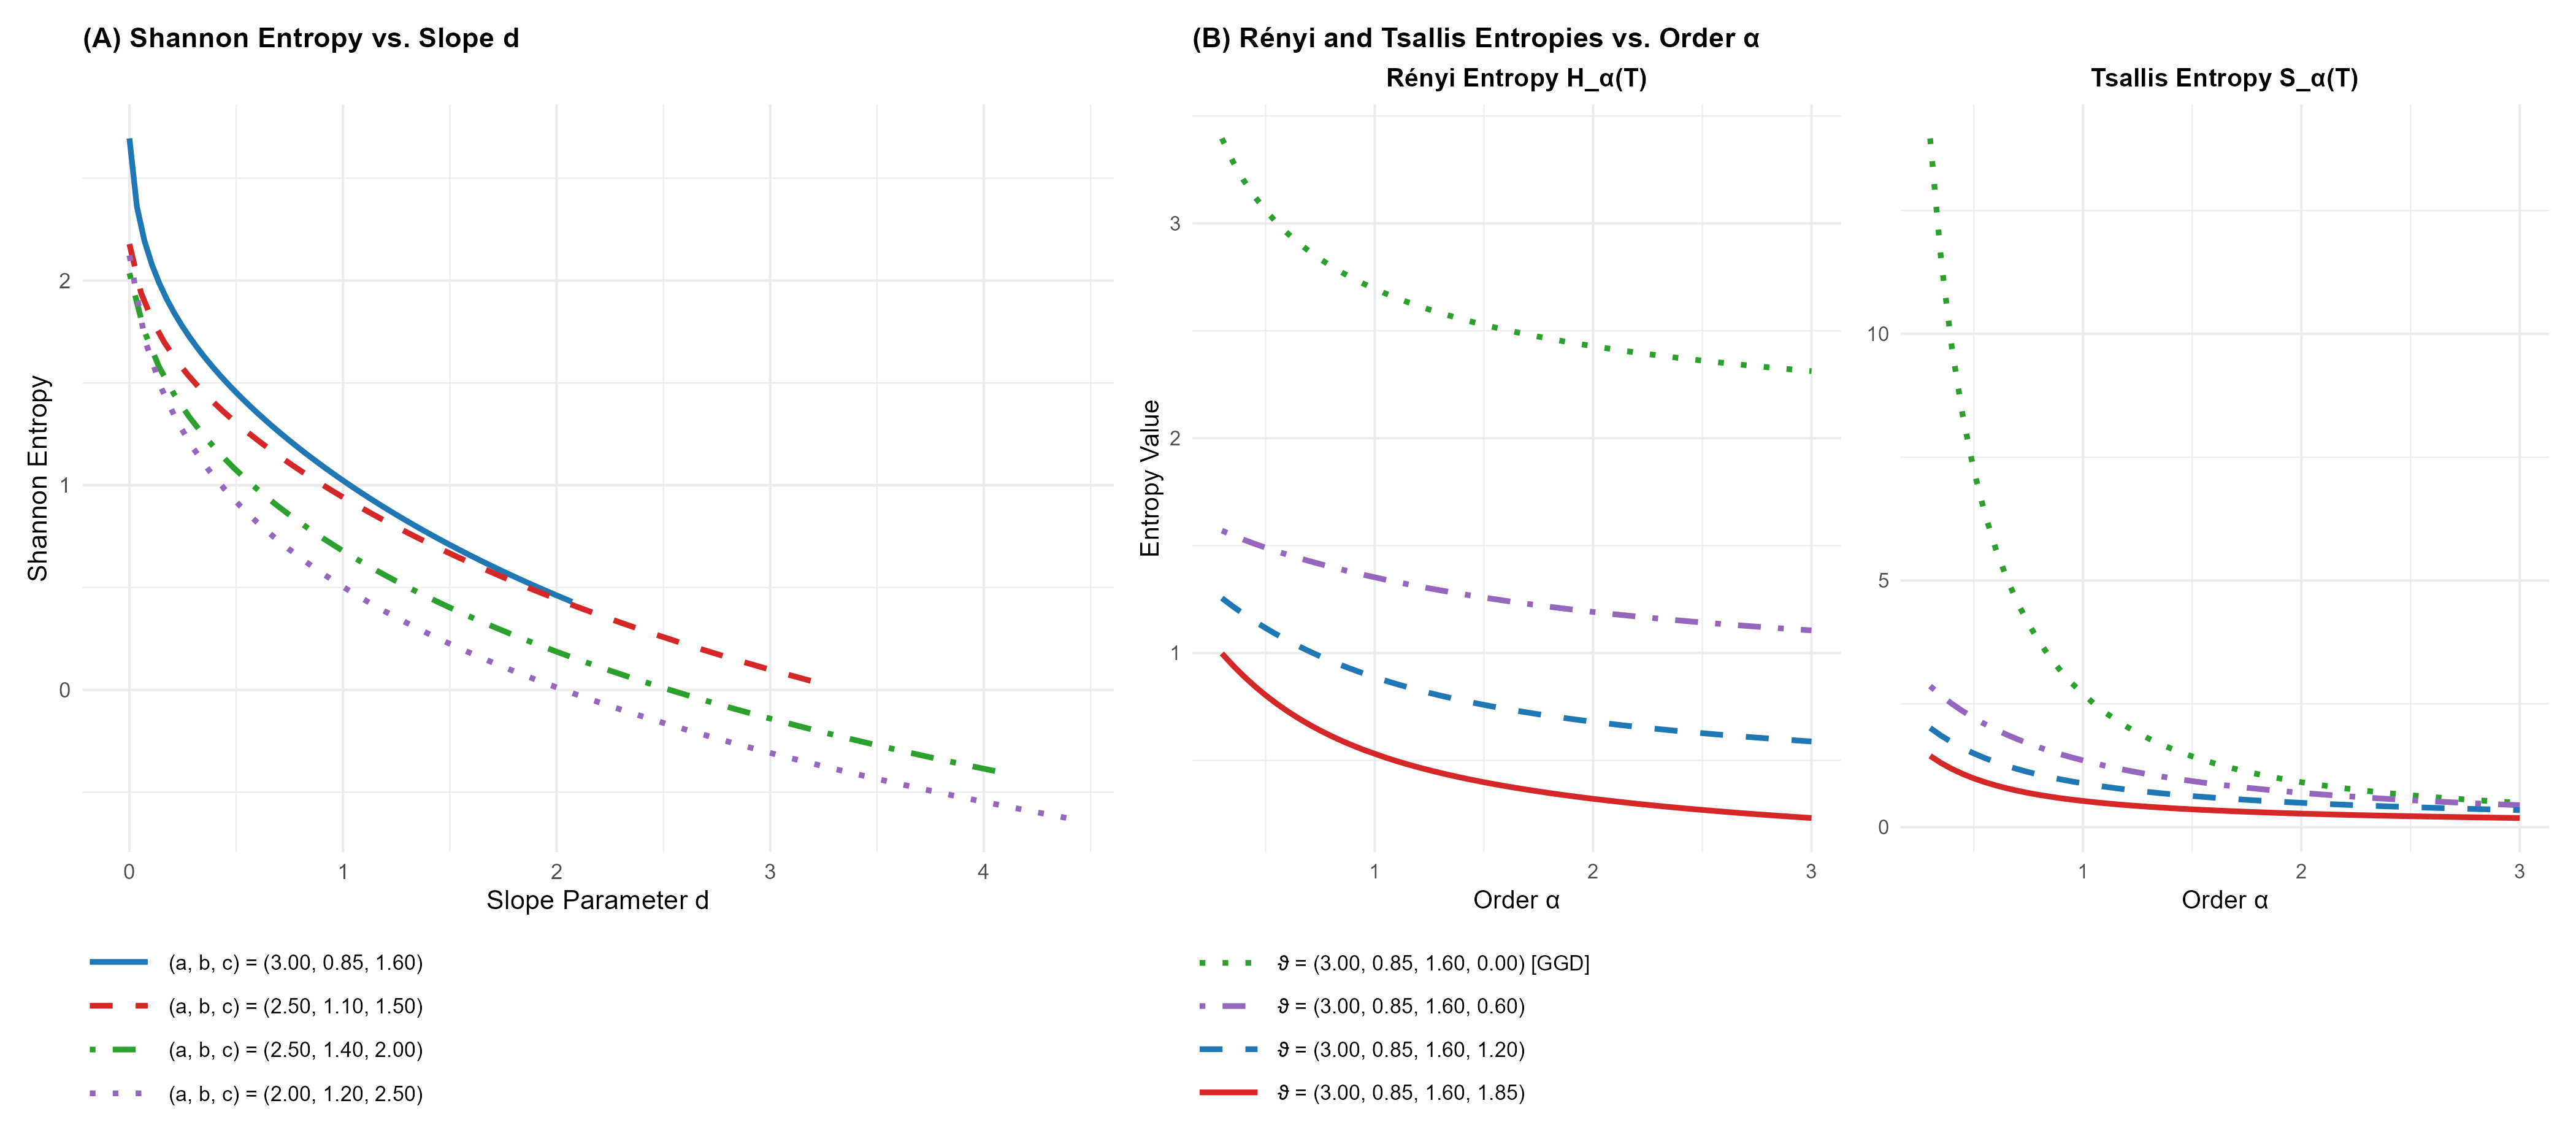 (A) Shannon Entropy vs. Slope d
Shannon Entropy
2
1
0
0 1 2 3 4
Slope Parameter d
(a, b, c) = (3.00, 0.85, 1.60)
(a, b, c) = (2.50, 1.10, 1.50)
(a, b, c) = (2.50, 1.40, 2.00)
(a, b, c) = (2.00, 1.20, 2.50)
(B) Rényi and Tsallis Entropies vs. Order α
Rényi Entropy H_α(T)
Entropy Value
3
2
1
1 2 3
Order α
Tsallis Entropy S_α(T)
10
5
0
1 2 3
Order α
ϑ = (3.00, 0.85, 1.60, 0.00) [GGD]
ϑ = (3.00, 0.85, 1.60, 0.60)
ϑ = (3.00, 0.85, 1.60, 1.20)
ϑ = (3.00, 0.85, 1.60, 1.85)